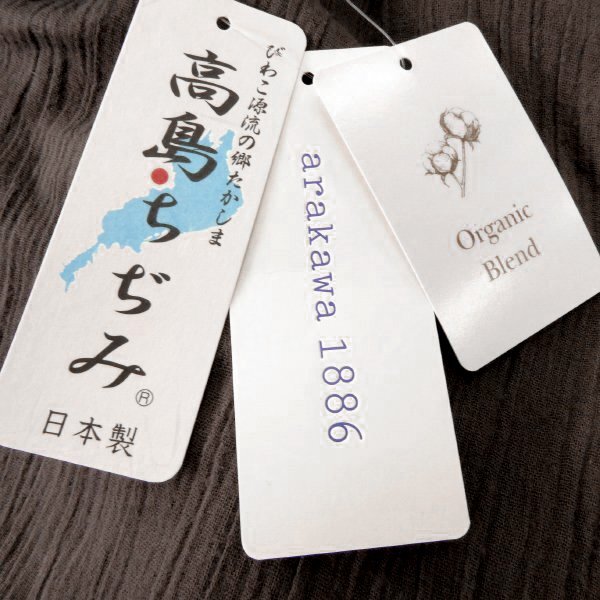 びわこ源流の郷たかしま
高島ちぢみ®
日本製
arakawa 1886
Organic
Blend